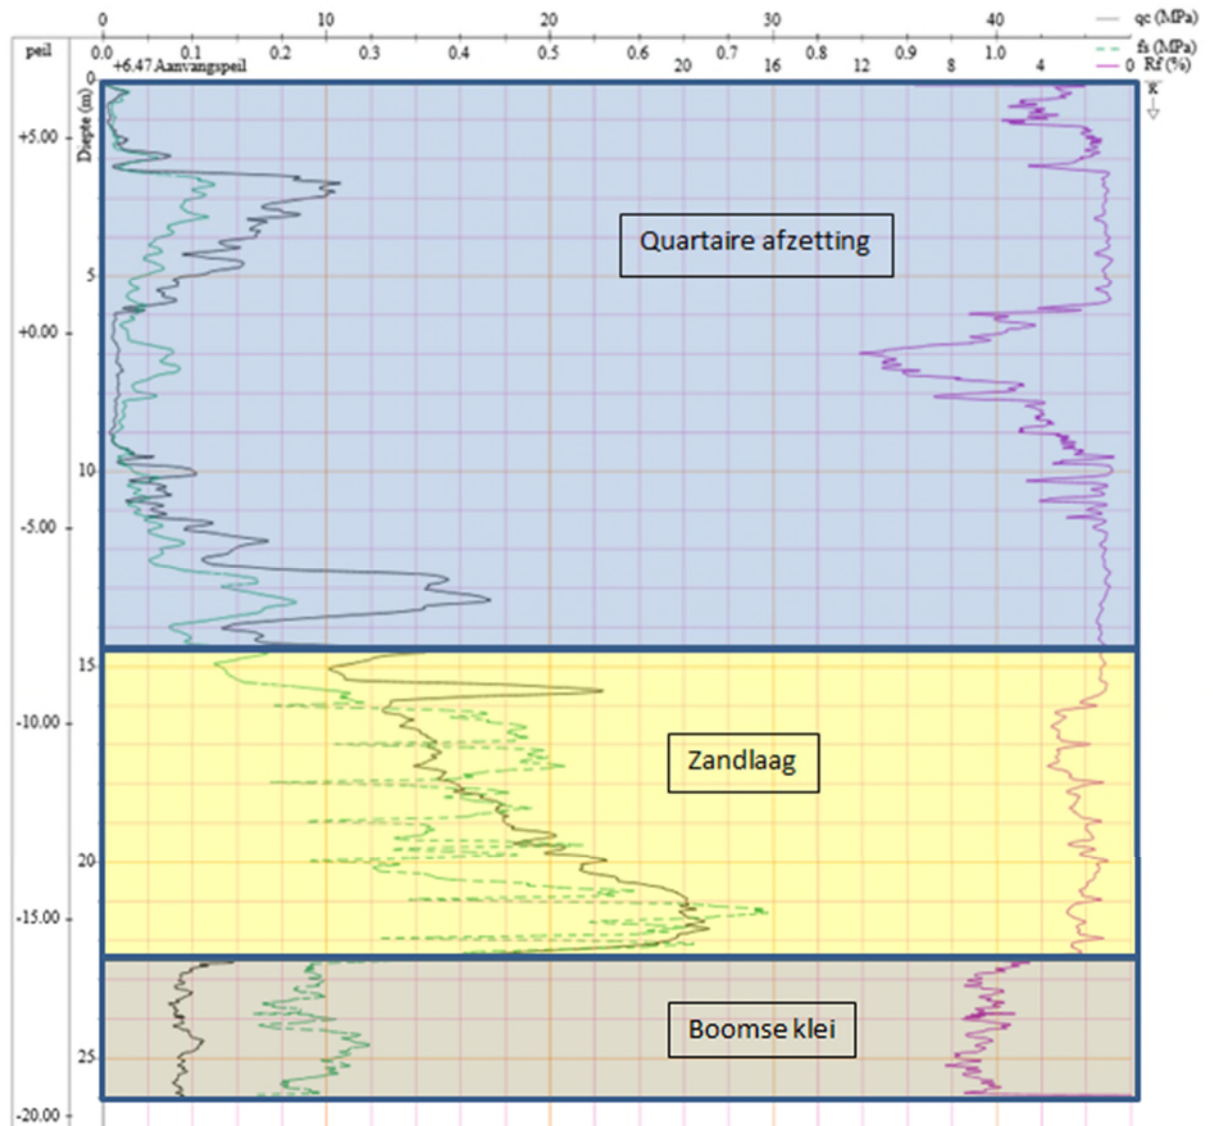 0 10 20 30 40 qc (MPa)
peil 0.0 0.1 0.2 0.3 0.4 0.5 0.6 0.7 0.8 0.9 1.0 fs (MPa)
+6.47 Aanvangspeil 20 16 12 8 4 0 Rf (%)
0
Diepte (m)
+5.00
Quartaire afzetting
5
+0.00
10
-5.00
15
-10.00
Zandlaag
20
-15.00
Boomse klei
25
-20.00